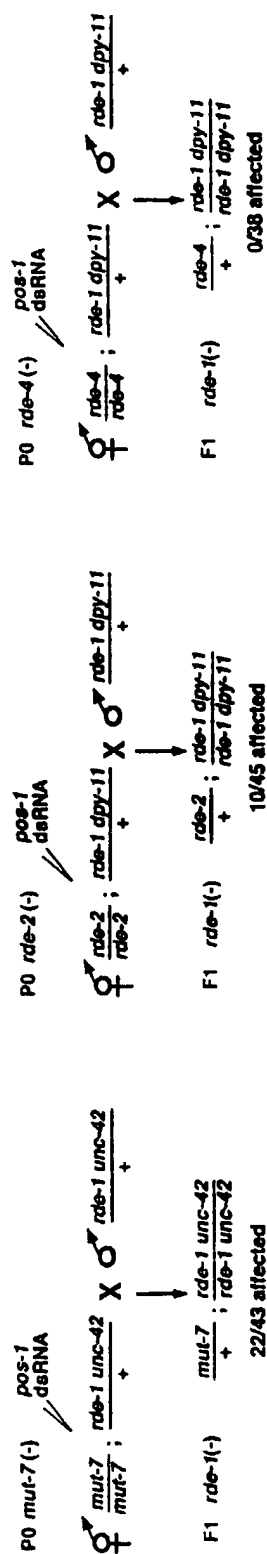 P0 mut-7(-)
pos-1
dsRNA
mut-7
mut-7
;
rde-1 unc-42
+
X
rde-1 unc-42
+
F1 rde-1(-)
mut-7
+
;
rde-1 unc-42
rde-1 unc-42
22/43 affected
P0 rde-2(-)
pos-1
dsRNA
rde-2
rde-2
;
rde-1 dpy-11
+
X
rde-1 dpy-11
+
F1 rde-1(-)
rde-2
+
;
rde-1 dpy-11
rde-1 dpy-11
10/45 affected
P0 rde-4(-)
pos-1
dsRNA
rde-4
rde-4
;
rde-1 dpy-11
+
X
rde-1 dpy-11
+
F1 rde-1(-)
rde-4
+
;
rde-1 dpy-11
rde-1 dpy-11
0/38 affected